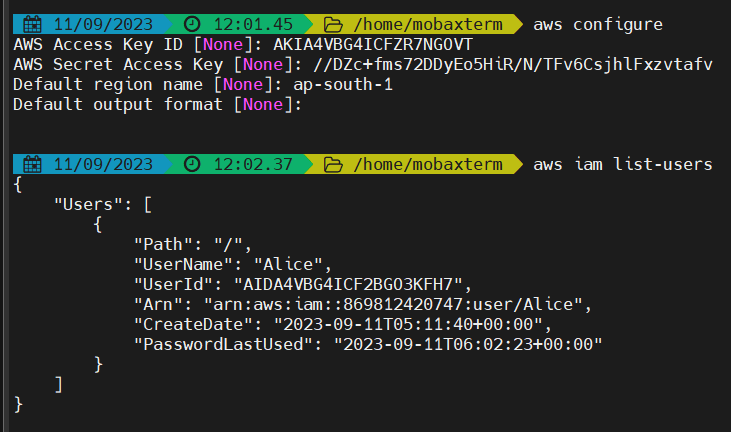 11/09/2023 12:01.45 /home/mobaxterm aws configure
AWS Access Key ID [None]: AKIA4VBG4ICFZR7NGOVT
AWS Secret Access Key [None]: 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
Default region name [None]: ap-south-1
Default output format [None]:
11/09/2023 12:02.37 /home/mobaxterm aws iam list-users
{
    "Users": [
        {
            "Path": "/",
            "UserName": "Alice",
            "UserId": "AIDA4VBG4ICF2BGO3KFH7",
            "Arn": "arn:aws:iam::869812420747:user/Alice",
            "CreateDate": "2023-09-11T05:11:40+00:00",
            "PasswordLastUsed": "2023-09-11T06:02:23+00:00"
        }
    ]
}